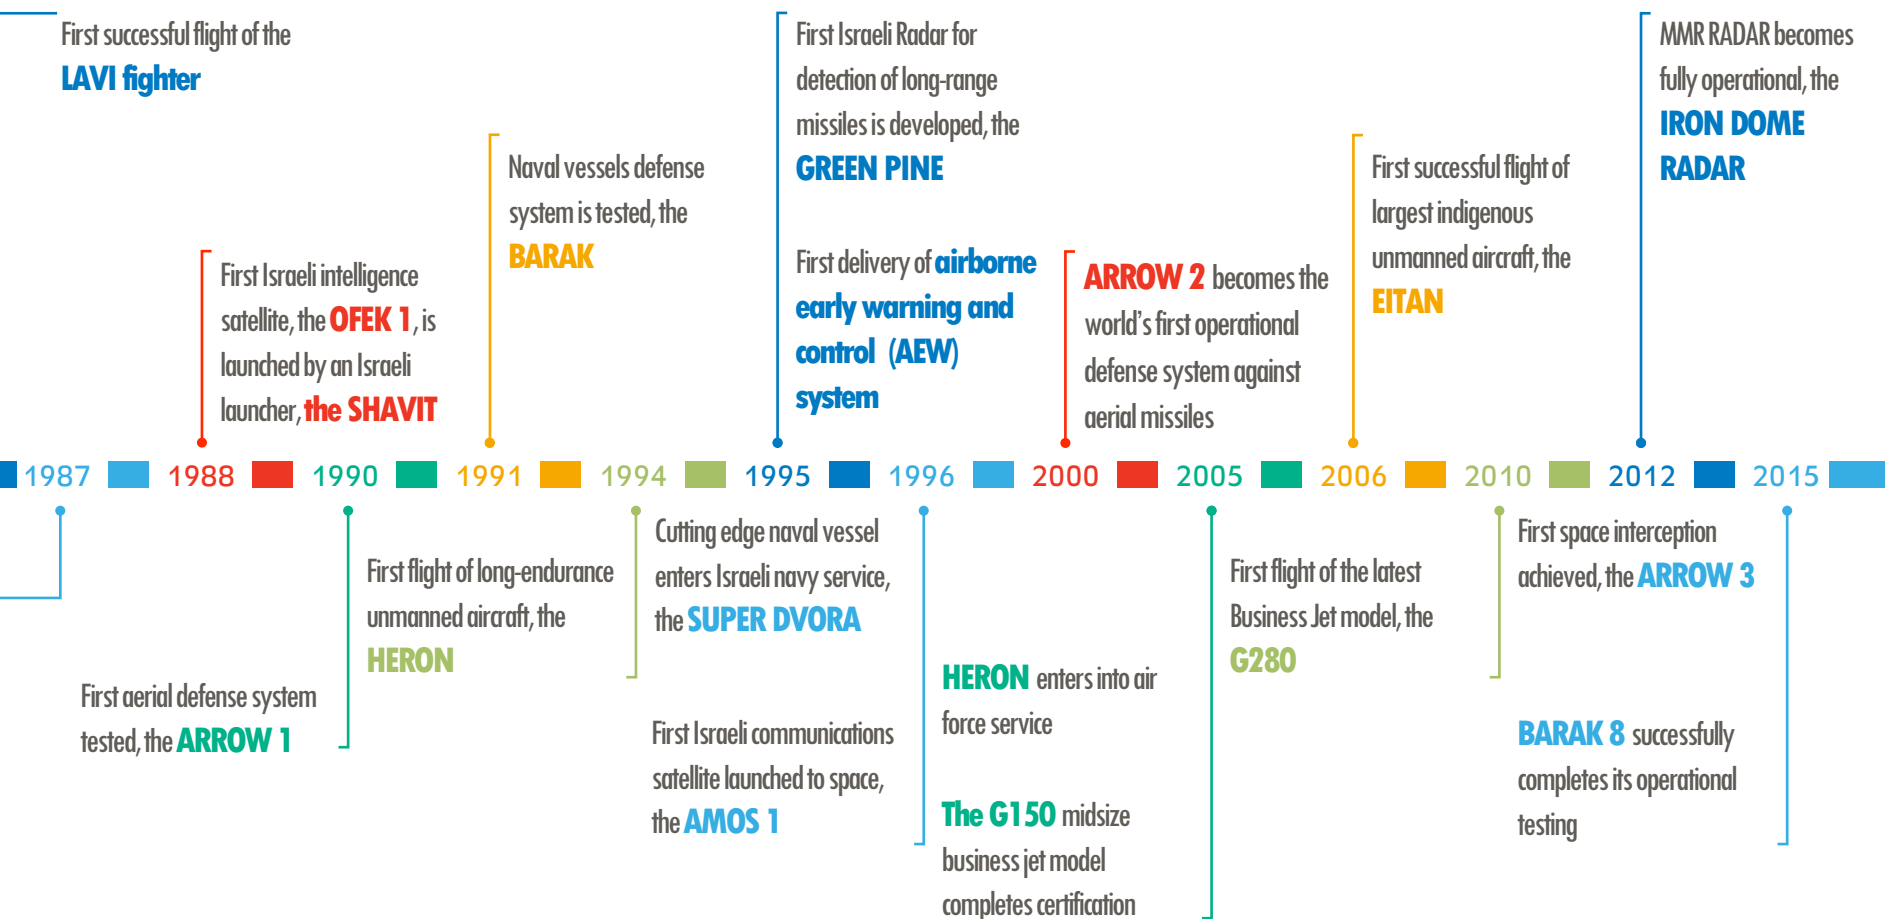 First successful flight of the
LAVI fighter
First Israeli intelligence
satellite, the OFEK 1, is
launched by an Israeli
launcher, the SHAVIT
Naval vessels defense
system is tested, the
BARAK
First Israeli Radar for
detection of long-range
missiles is developed, the
GREEN PINE
First delivery of airborne
early warning and
control (AEW)
system
ARROW 2 becomes the
world's first operational
defense system against
aerial missiles
First successful flight of
largest indigenous
unmanned aircraft, the
EITAN
MMR RADAR becomes
fully operational, the
IRON DOME
RADAR
1987 1988 1990 1991 1994 1995 1996 2000 2005 2006 2010 2012 2015
First aerial defense system
tested, the ARROW 1
First flight of long-endurance
unmanned aircraft, the
HERON
Cutting edge naval vessel
enters Israeli navy service,
the SUPER DVORA
First Israeli communications
satellite launched to space,
the AMOS 1
HERON enters into air
force service
The G150 midsize
business jet model
completes certification
First flight of the latest
Business Jet model, the
G280
First space interception
achieved, the ARROW 3
BARAK 8 successfully
completes its operational
testing